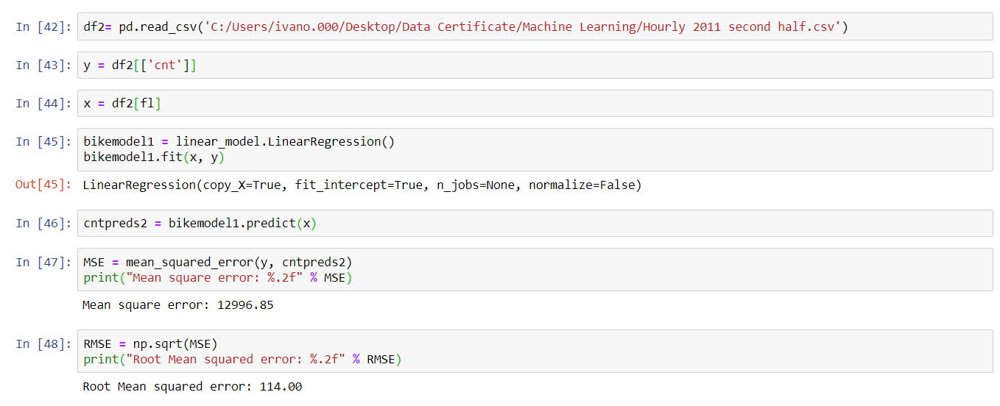 In [42]: df2= pd.read_csv('C:/Users/ivano.000/Desktop/Data Certificate/Machine Learning/Hourly 2011 second half.csv')
In [43]: y = df2[['cnt']]
In [44]: x = df2[fl]
In [45]: bikemodel1 = linear_model.LinearRegression()
bikemodel1.fit(x, y)
Out[45]: LinearRegression(copy_X=True, fit_intercept=True, n_jobs=None, normalize=False)
In [46]: cntpreds2 = bikemodel1.predict(x)
In [47]: MSE = mean_squared_error(y, cntpreds2)
print("Mean square error: %.2f" % MSE)
Mean square error: 12996.85
In [48]: RMSE = np.sqrt(MSE)
print("Root Mean squared error: %.2f" % RMSE)
Root Mean squared error: 114.00